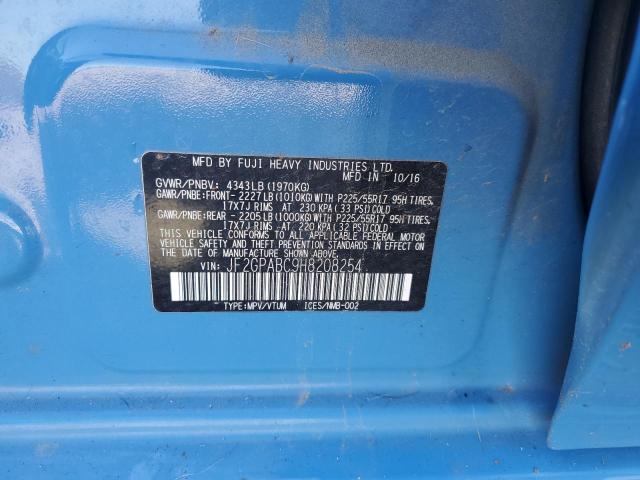 MFD BY FUJI HEAVY INDUSTRIES LTD.
MFD IN 10/16
GVWR/PNBV: 4343LB (1970KG)
GAWR/PNBE:FRONT- 2227 LB (1010KG) WITH P225/55R17 95H TIRES.
17X7J RIMS AT 230 KPA ( 33 PSI) COLD
GAWR/PNBE:REAR - 2205 LB (1000KG) WITH P225/55R17 95H TIRES.
17X7J RIMS AT 220 KPA ( 32 PSI) COLD
THIS VEHICLE CONFORMS TO ALL APPLICABLE FEDERAL MOTOR
VEHICLE SAFETY AND THEFT PREVENTION STANDARDS IN EFFECT ON
THE DATE OF MANUFACTURE SHOWN ABOVE.
VIN: JF2GPABC9H8208254
TYPE:MPV/VTUM ICES/NMB-002